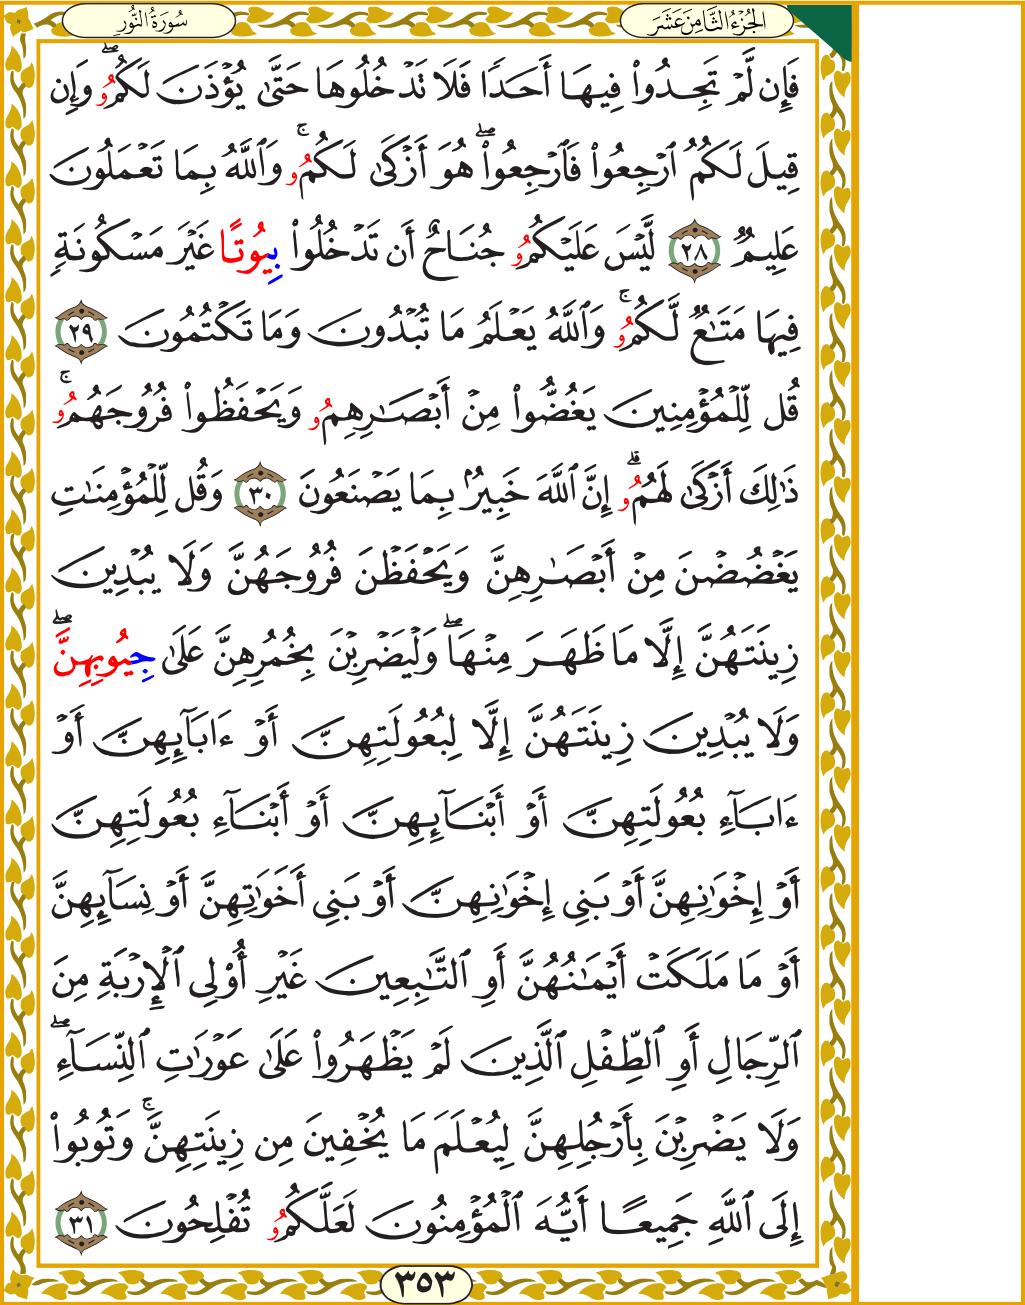 الجُزْءُ الثَّامِنَ عَشَرَ
سُورَةُ النُّورِ
فَإِن لَّمْ تَجِدُوا۟ فِيهَا أَحَدًا فَلَا تَدْخُلُوهَا حَتَّىٰ يُؤْذَنَ لَكُمُۥ ۖ وَإِن
قِيلَ لَكُمُ ٱرْجِعُوا۟ فَٱرْجِعُوا۟ ۖ هُوَ أَزْكَىٰ لَكُمُۥ ۚ وَٱللَّهُ بِمَا تَعْمَلُونَ
عَلِيمٌ ٢٨ لَّيْسَ عَلَيْكُمُۥ جُنَاحٌ أَن تَدْخُلُوا۟ بِيُوتًا غَيْرَ مَسْكُونَةٍ
فِيهَا مَتَـٰعٌ لَّكُمُۥ ۚ وَٱللَّهُ يَعْلَمُ مَا تُبْدُونَ وَمَا تَكْتُمُونَ ٢٩
قُل لِّلْمُؤْمِنِينَ يَغُضُّوا۟ مِنْ أَبْصَـٰرِهِمُۥ وَيَحْفَظُوا۟ فُرُوجَهُمُۥ ۚ
ذَٰلِكَ أَزْكَىٰ لَهُمُۥ ۗ إِنَّ ٱللَّهَ خَبِيرٌۢ بِمَا يَصْنَعُونَ ٣٠ وَقُل لِّلْمُؤْمِنَـٰتِ
يَغْضُضْنَ مِنْ أَبْصَـٰرِهِنَّ وَيَحْفَظْنَ فُرُوجَهُنَّ وَلَا يُبْدِينَ
زِينَتَهُنَّ إِلَّا مَا ظَهَرَ مِنْهَا ۖ وَلْيَضْرِبْنَ بِخُمُرِهِنَّ عَلَىٰ جِيُوبِهِنَّ ۖ
وَلَا يُبْدِينَ زِينَتَهُنَّ إِلَّا لِبُعُولَتِهِنَّ أَوْ ءَابَآئِهِنَّ أَوْ
ءَابَآءِ بُعُولَتِهِنَّ أَوْ أَبْنَآئِهِنَّ أَوْ أَبْنَآءِ بُعُولَتِهِنَّ
أَوْ إِخْوَٰنِهِنَّ أَوْ بَنِى إِخْوَٰنِهِنَّ أَوْ بَنِى أَخَوَٰتِهِنَّ أَوْ نِسَآئِهِنَّ
أَوْ مَا مَلَكَتْ أَيْمَـٰنُهُنَّ أَوِ ٱلتَّـٰبِعِينَ غَيْرِ أُو۟لِى ٱلْإِرْبَةِ مِنَ
ٱلرِّجَالِ أَوِ ٱلطِّفْلِ ٱلَّذِينَ لَمْ يَظْهَرُوا۟ عَلَىٰ عَوْرَٰتِ ٱلنِّسَآءِ ۖ
وَلَا يَضْرِبْنَ بِأَرْجُلِهِنَّ لِيُعْلَمَ مَا يُخْفِينَ مِن زِينَتِهِنَّ ۚ وَتُوبُوا۟
إِلَى ٱللَّهِ جَمِيعًا أَيُّهَ ٱلْمُؤْمِنُونَ لَعَلَّكُمُۥ تُفْلِحُونَ ٣١
٣٥٣